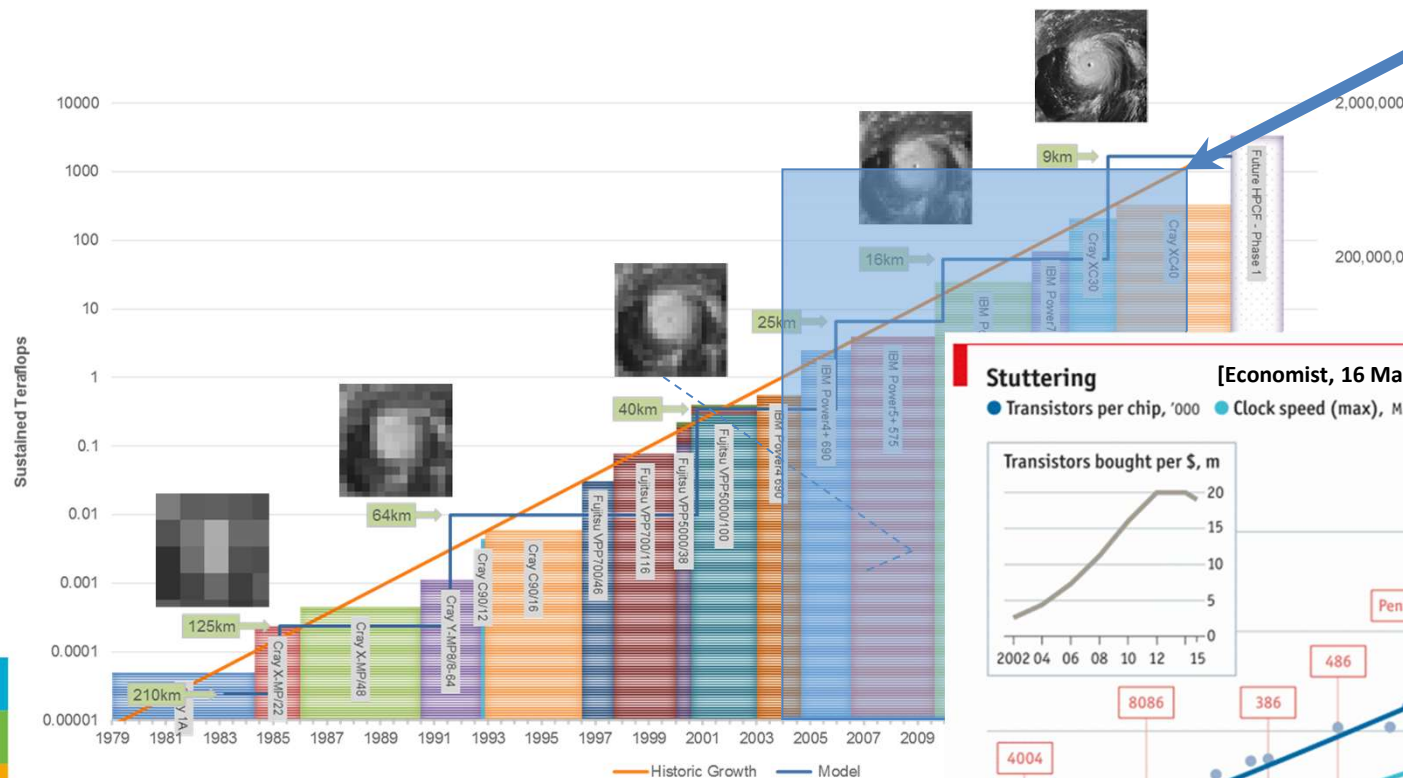 10000
1000
100
10
1
0.1
0.01
0.001
0.0001
0.00001
Sustained Teraflops
2,000,000
200,000,0
1979 1981 1983 1985 1987 1989 1991 1993 1995 1997 1999 2001 2003 2005 2007 2009
210km
125km
64km
40km
25km
16km
9km
1A
Cray X-MP/22
Cray X-MP/48
Cray Y-MP8/8-64
Cray C90/12
Cray C90/16
Fujitsu VPP700/46
Fujitsu VPP700/116
Fujitsu VPP5000/38
Fujitsu VPP5000/100
IBM Power4 690
IBM Power4+ 690
IBM Power5+ 575
IBM
IBM Power7
Cray XC30
Cray XC40
Future HPCF - Phase 1
Historic Growth Model
Stuttering [Economist, 16 Ma
Transistors per chip, '000 Clock speed (max), M
Transistors bought per $, m
20
15
10
5
0
2002 04 06 08 10 12 15
Pen
486
386
8086
4004